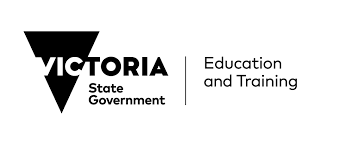 VICTORIA
State
Government
Education
and Training